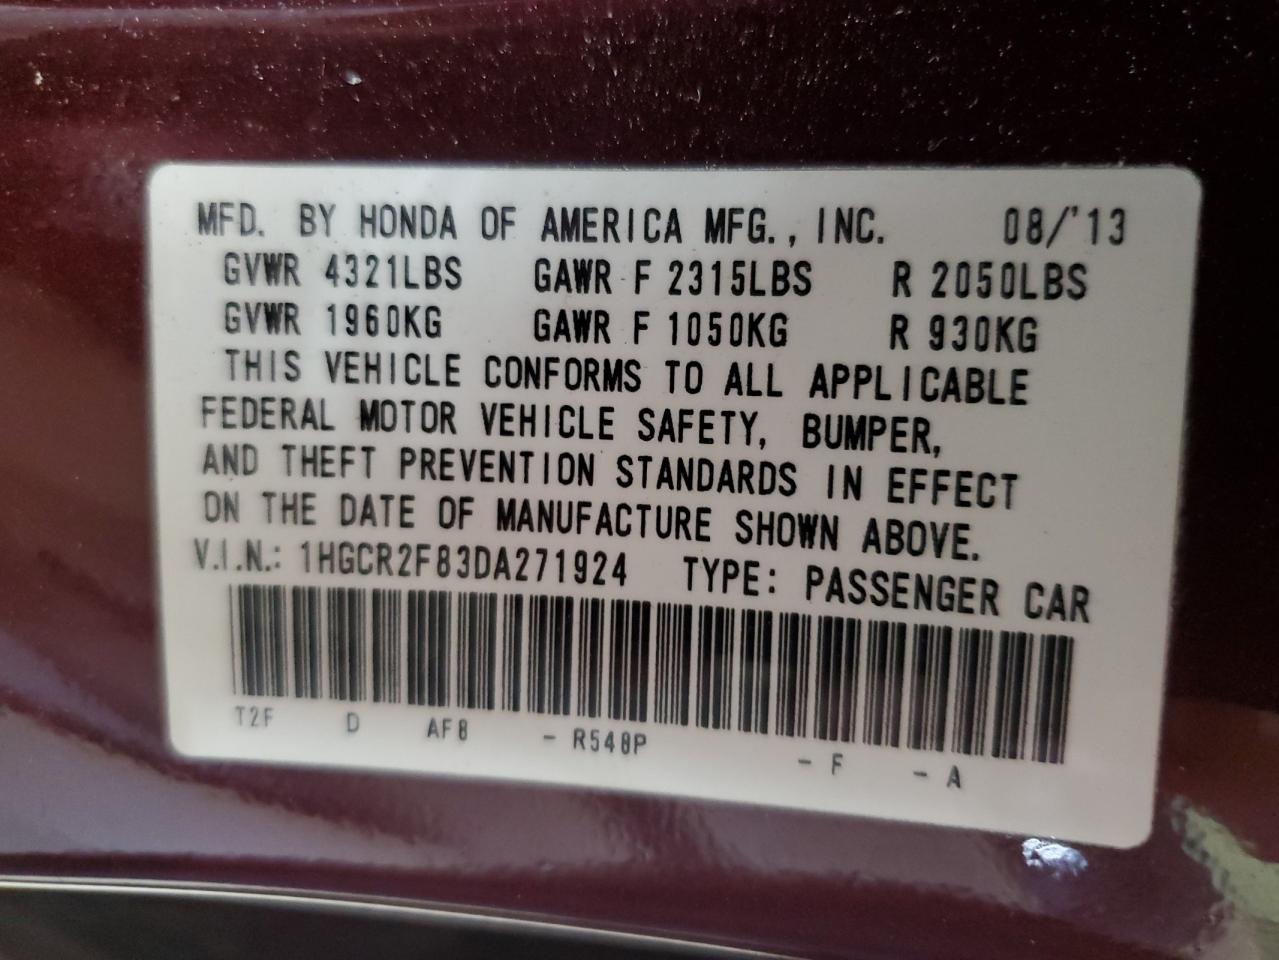 MFD. BY HONDA OF AMERICA MFG., INC. 08/'13
GVWR 4321LBS GAWR F 2315LBS R 2050LBS
GVWR 1960KG GAWR F 1050KG R 930KG
THIS VEHICLE CONFORMS TO ALL APPLICABLE
FEDERAL MOTOR VEHICLE SAFETY, BUMPER,
AND THEFT PREVENTION STANDARDS IN EFFECT
ON THE DATE OF MANUFACTURE SHOWN ABOVE.
V.I.N.: 1HGCR2F83DA271924 TYPE: PASSENGER CAR
T2F D AF8 - R548P - F - A